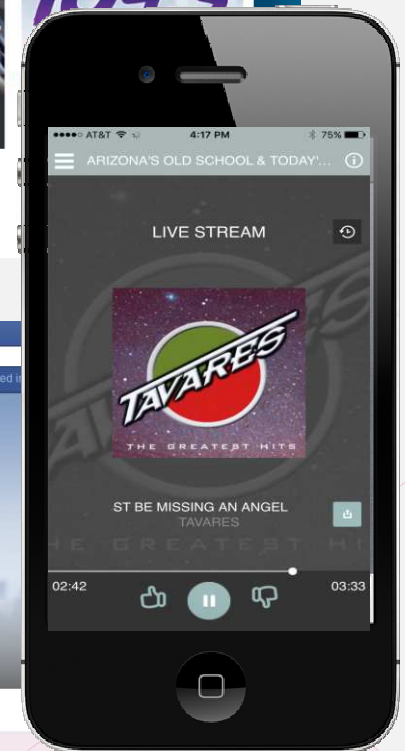 AT&T 4:17 PM 75%
ARIZONA'S OLD SCHOOL & TODAY'...
LIVE STREAM
TAVARES
THE GREATEST HITS
ST BE MISSING AN ANGEL
TAVARES
02:42 03:33